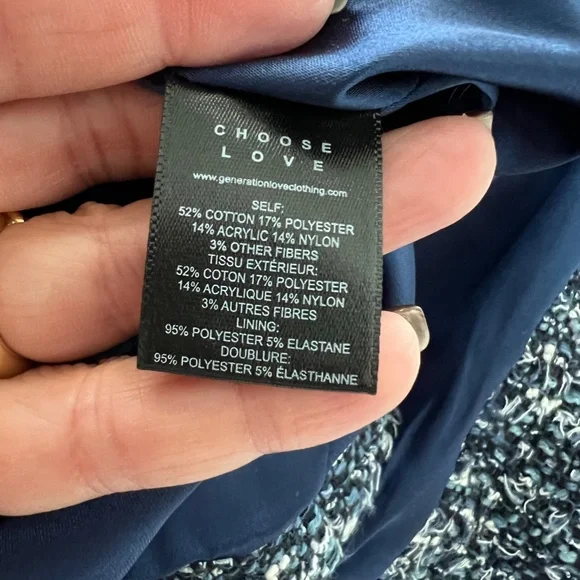 CHOOSE
LOVE
www.generationloveclothing.com
SELF:
52% COTTON 17% POLYESTER
14% ACRYLIC 14% NYLON
3% OTHER FIBERS
TISSU EXTÉRIEUR:
52% COTON 17% POLYESTER
14% ACRYLIQUE 14% NYLON
3% AUTRES FIBRES
LINING:
95% POLYESTER 5% ELASTANE
DOUBLURE:
95% POLYESTER 5% ÉLASTHANNE